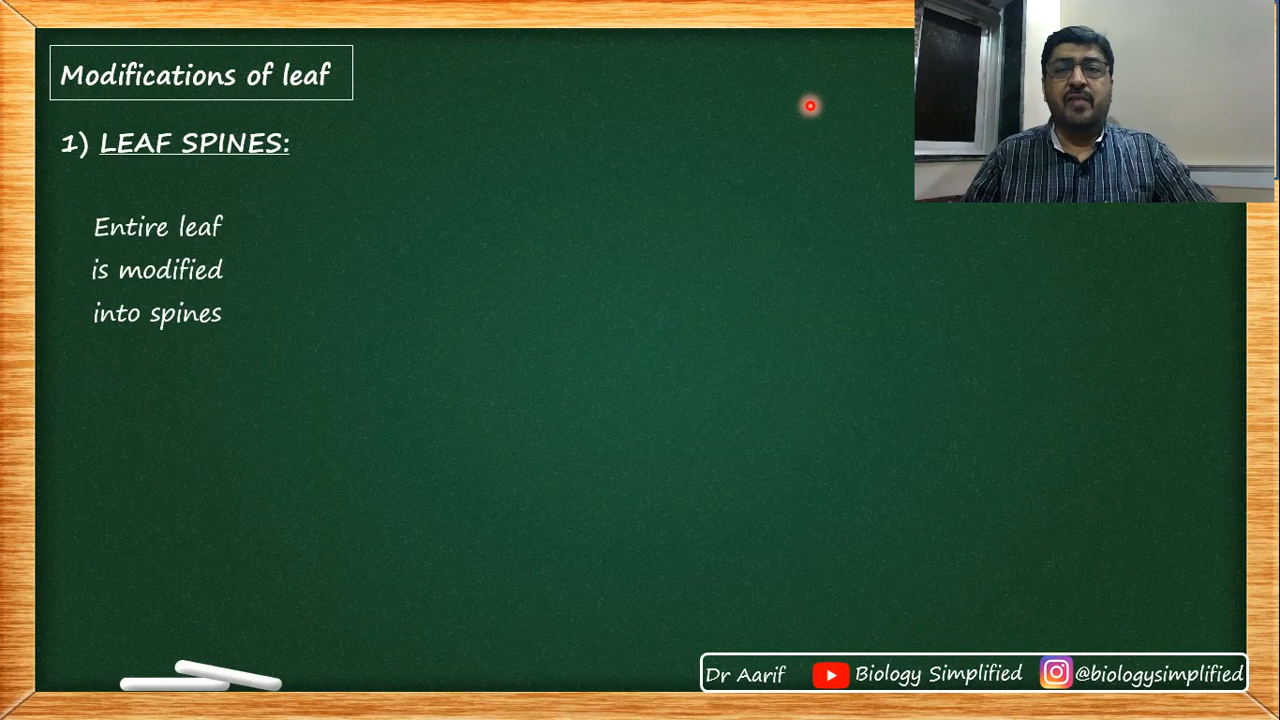 Modifications of leaf
1) LEAF SPINES:
Entire leaf
is modified
into spines
Dr Aarif Biology Simplified @biologysimplified